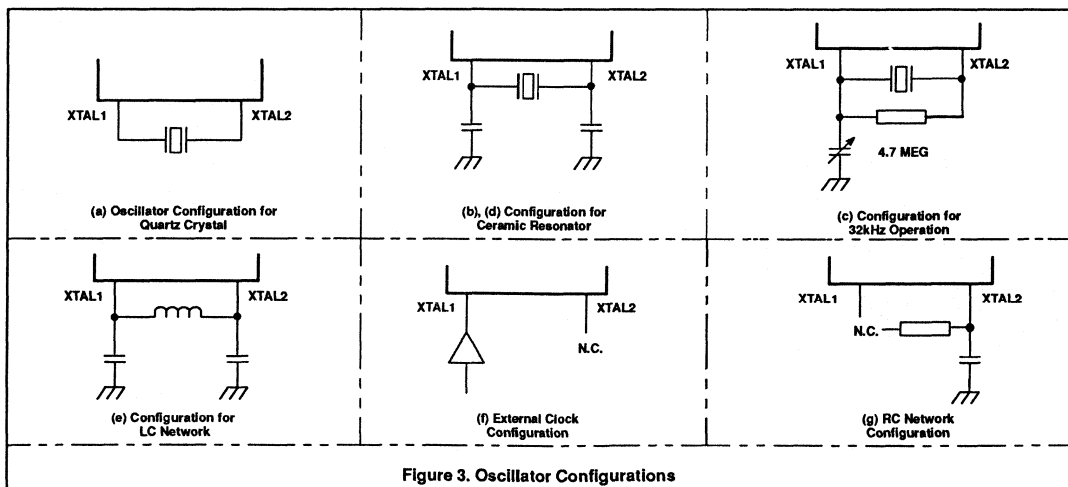 XTAL1 XTAL2
(a) Oscillator Configuration for
Quartz Crystal
XTAL1 XTAL2
(b), (d) Configuration for
Ceramic Resonator
XTAL1 XTAL2
4.7 MEG
(c) Configuration for
32kHz Operation
XTAL1 XTAL2
(e) Configuration for
LC Network
XTAL1 XTAL2
N.C.
(f) External Clock
Configuration
XTAL1 XTAL2
N.C.
(g) RC Network
Configuration
Figure 3. Oscillator Configurations